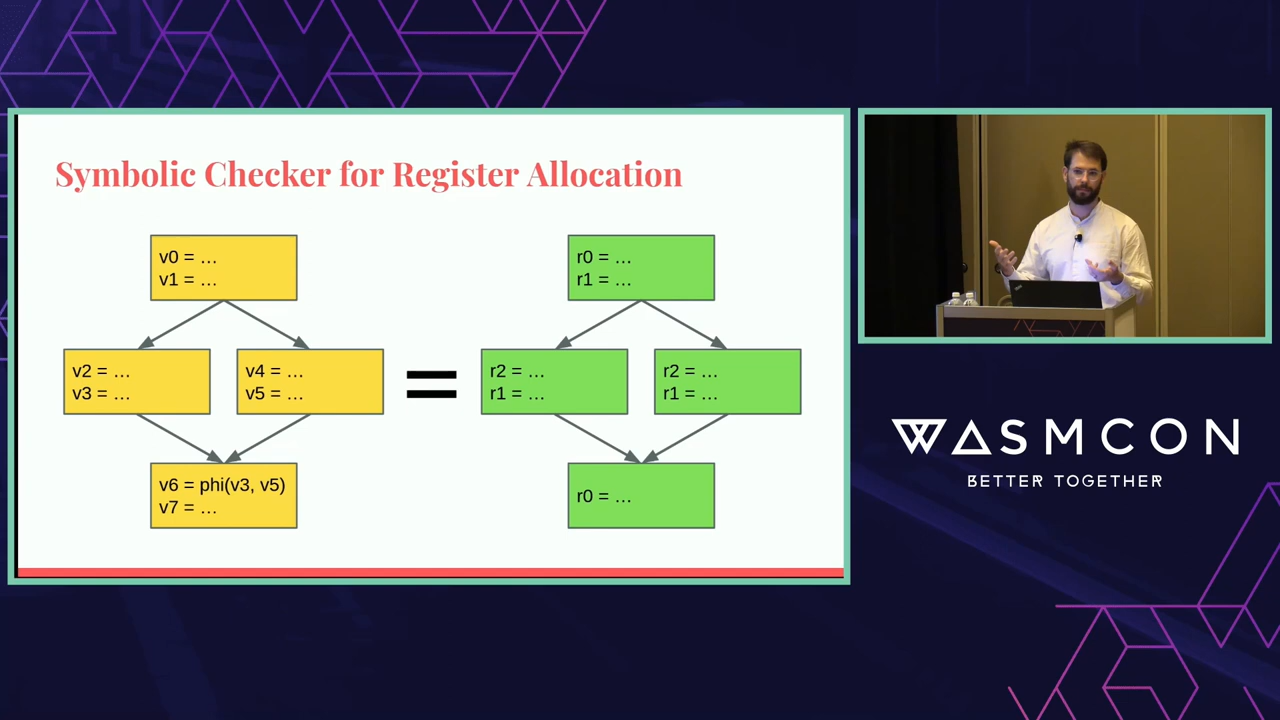 Symbolic Checker for Register Allocation
v0 = …
v1 = …
v2 = …
v3 = …
v4 = …
v5 = …
v6 = phi(v3, v5)
v7 = …
=
r0 = …
r1 = …
r2 = …
r1 = …
r2 = …
r1 = …
r0 = …
WASMCON
BETTER TOGETHER